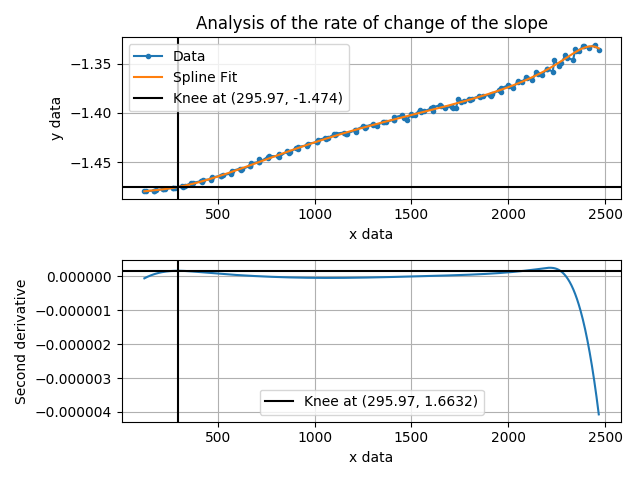 Analysis of the rate of change of the slope
Data
Spline Fit
Knee at (295.97, -1.474)
y data
−1.35
−1.40
−1.45
500 1000 1500 2000 2500
x data
Second derivative
0.000000
−0.000001
−0.000002
−0.000003
−0.000004
Knee at (295.97, 1.6632)
500 1000 1500 2000 2500
x data